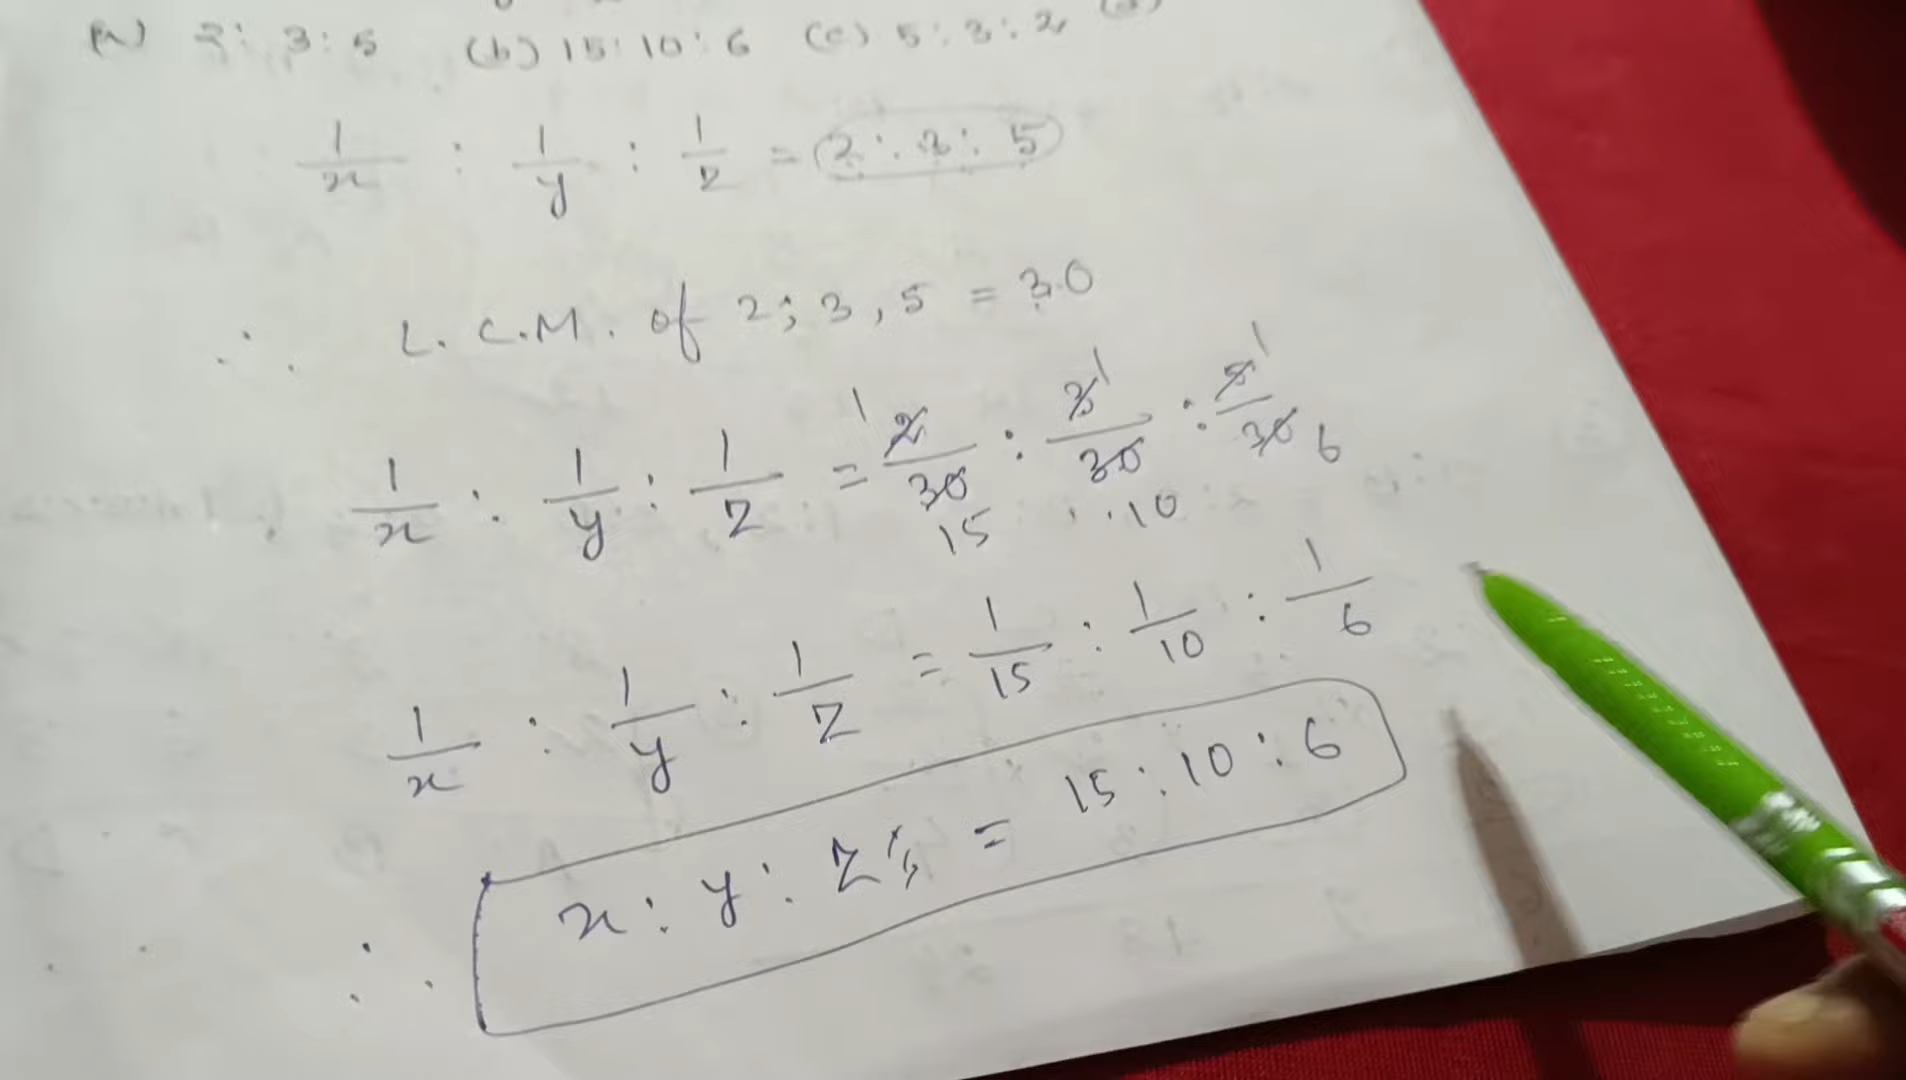 (a) 2 : 3 : 5 (b) 15 : 10 : 6 (c) 5 : 3 : 2 (d)
1/x : 1/y : 1/z = 2 : 3 : 5
∴ L.C.M. of 2, 3, 5 = 30
1/x : 1/y : 1/z = 2/30 : 3/30 : 5/30
1 1 1
15 : 10 6
1/x : 1/y : 1/z = 1/15 : 1/10 : 1/6
∴ x : y : z = 15 : 10 : 6